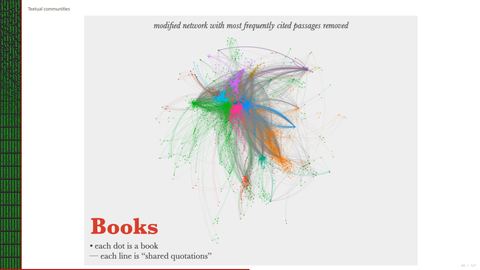 Textual communities
modified network with most frequently cited passages removed
Books
• each dot is a book
— each line is “shared quotations”